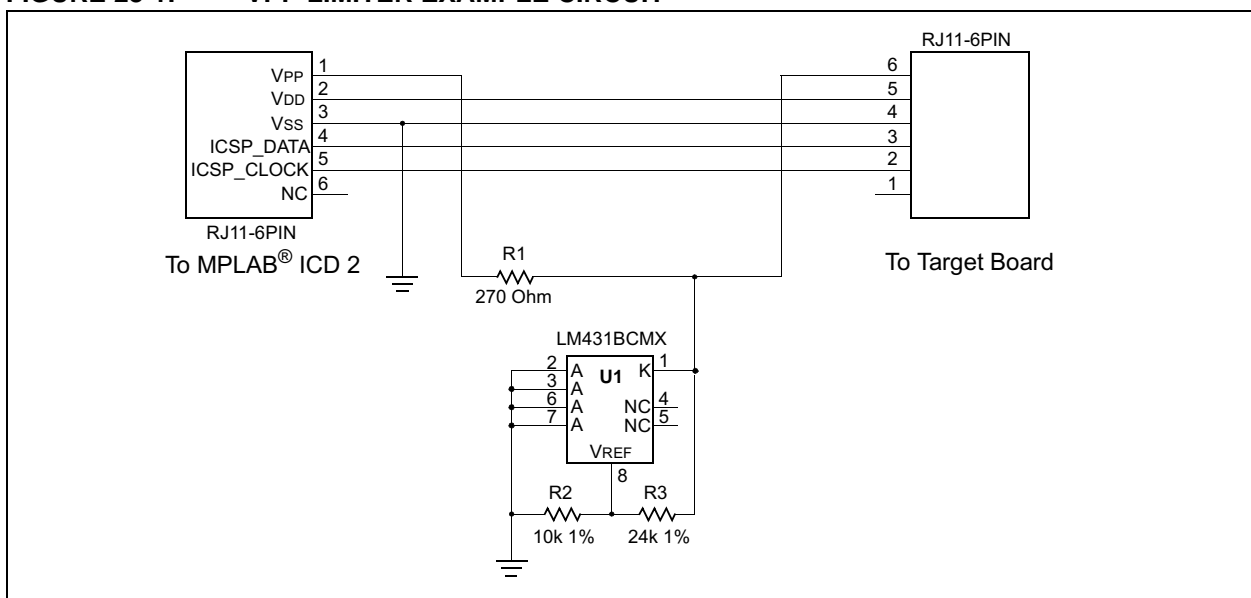 FIGURE VPP LIMITER EXAMPLE CIRCUIT
RJ11-6PIN
VPP 1
VDD 2
VSS 3
ICSP_DATA 4
ICSP_CLOCK 5
NC 6
6
5
4
3
2
1
RJ11-6PIN
To MPLAB® ICD 2
To Target Board
R1
270 Ohm
LM431BCMX
2 A U1 K 1
3 A
6 A NC 4
7 A NC 5
VREF
8
R2 R3
10k 1% 24k 1%